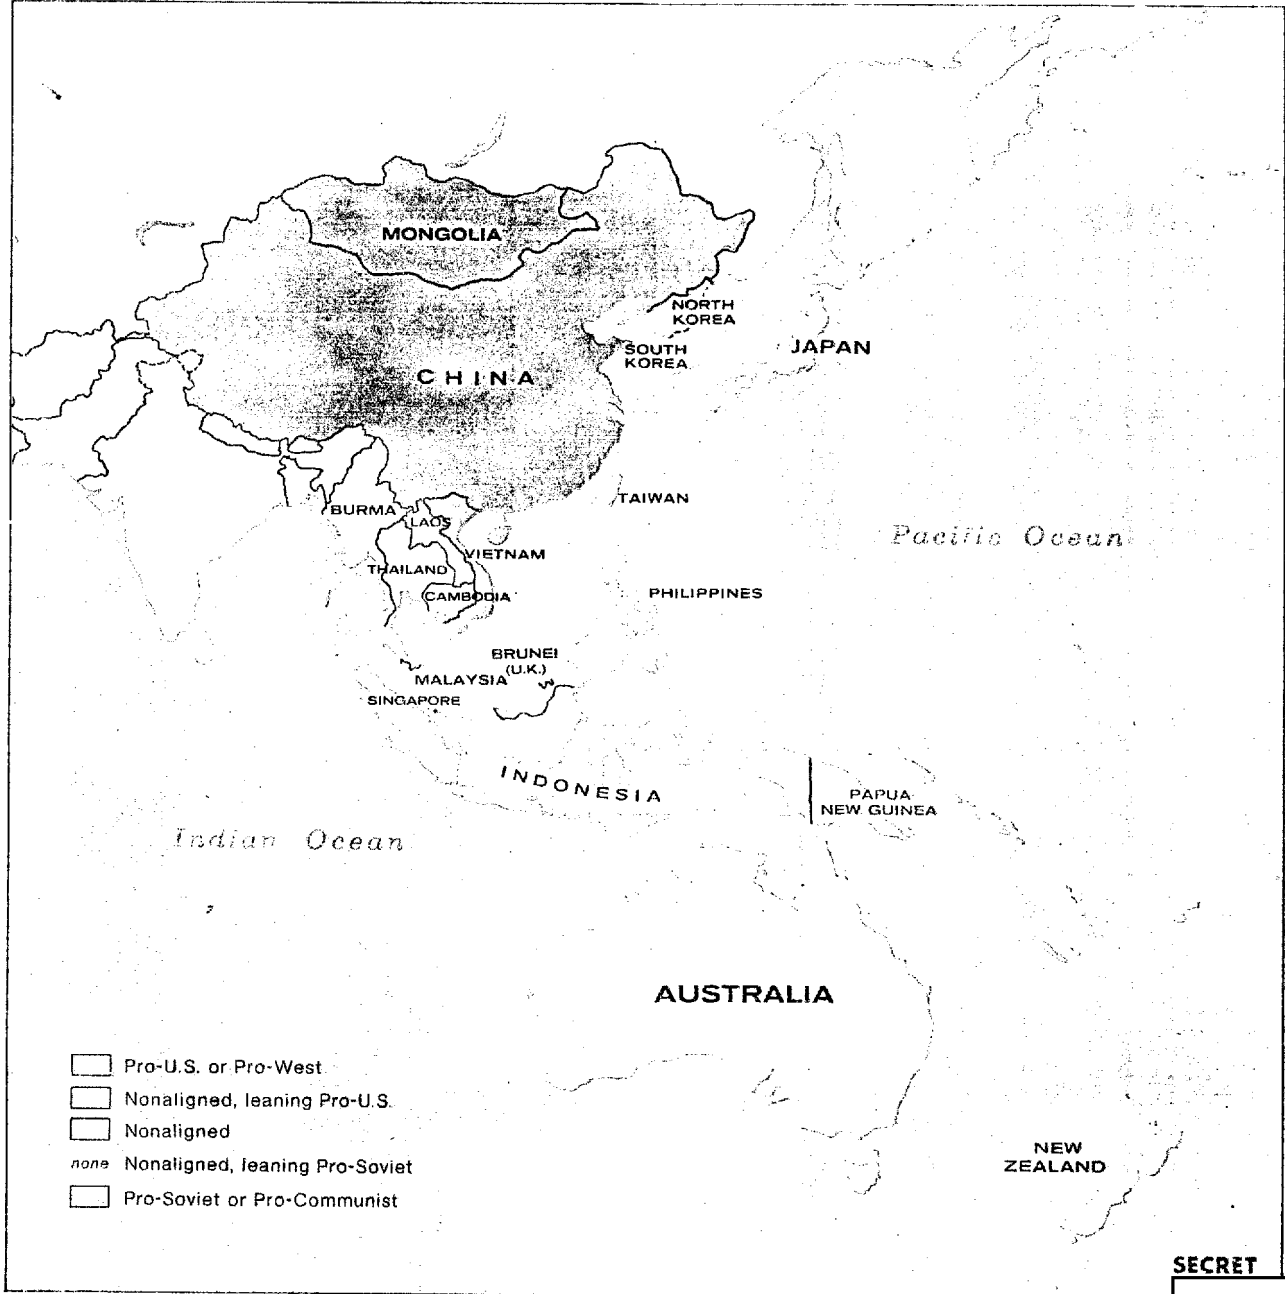 MONGOLIA
NORTH
KOREA
SOUTH
KOREA
JAPAN
CHINA
TAIWAN
BURMA
LAOS
Pacific Ocean
VIETNAM
THAILAND
CAMBODIA
PHILIPPINES
BRUNEI
(U.K.)
MALAYSIA
SINGAPORE
INDONESIA
PAPUA
NEW GUINEA
Indian Ocean
AUSTRALIA
Pro-U.S. or Pro-West
Nonaligned, leaning Pro-U.S.
Nonaligned
none Nonaligned, leaning Pro-Soviet
Pro-Soviet or Pro-Communist
NEW
ZEALAND
SECRET